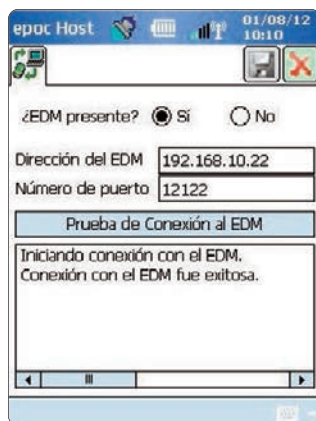 epoc Host 01/08/12
10:10
¿EDM presente? Sí No
Dirección del EDM 192.168.10.22
Número de puerto 12122
Prueba de Conexión al EDM
Iniciando conexión con el EDM.
Conexión con el EDM fue exitosa.